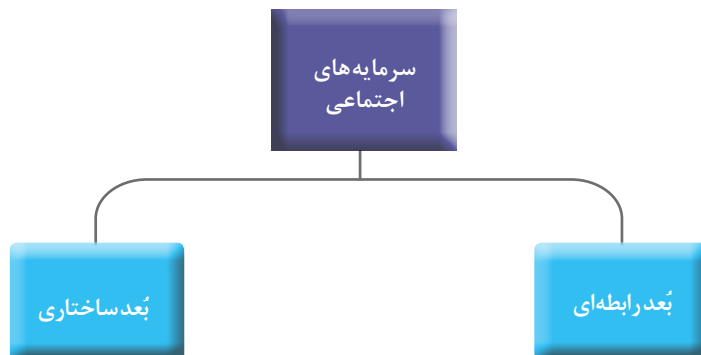 سرمایه‌های
اجتماعی
بُعد رابطه‌ای
بُعد ساختاری